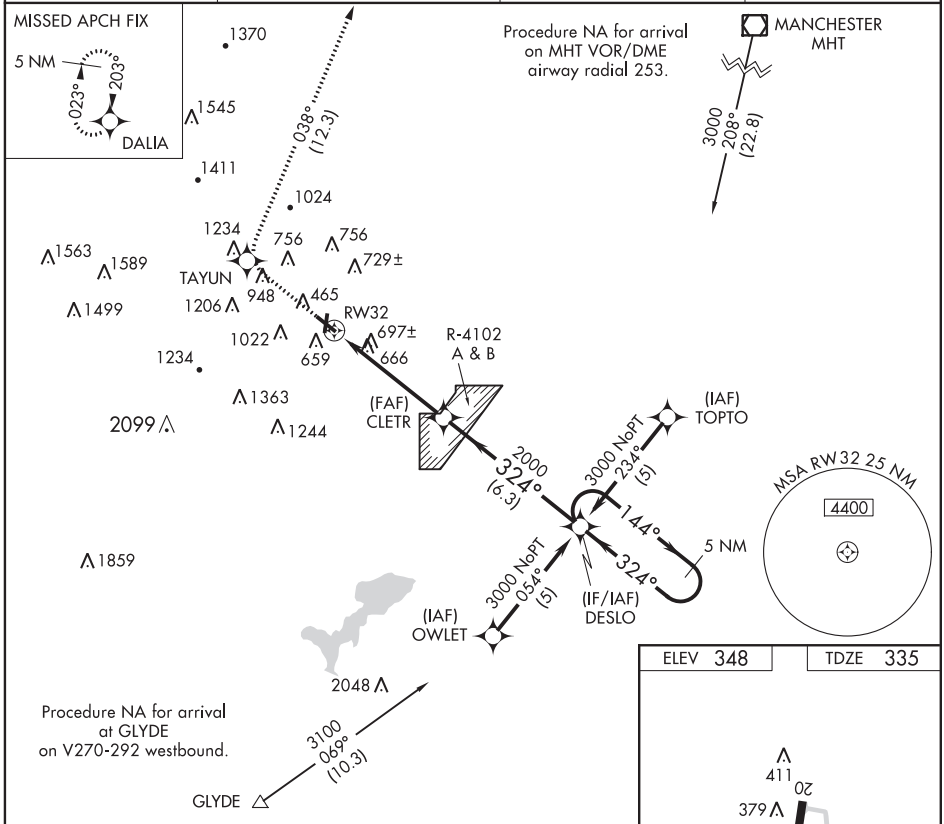 MISSED APCH FIX
5 NM
023°
203°
DALIA
1370
1545
1411
1024
038°
(12.3)
Procedure NA for arrival
on MHT VOR/DME
airway radial 253.
MANCHESTER
MHT
3000
208°
(22.8)
1234
756
756
729±
TAYUN
948
465
1563
1589
1499
1206
RW32
1022
659
697±
666
1234
R-4102
A & B
1363
1244
2099
(FAF)
CLETR
(IAF)
TOPTO
3000 NoPT
234°
(5)
2000
324°
(6.3)
MSA RW32 25 NM
4400
144°
5 NM
324°
1859
3000 NoPT
054°
(5)
(IF/IAF)
DESLO
(IAF)
OWLET
2048
Procedure NA for arrival
at GLYDE
on V270-292 westbound.
3100
069°
(10.3)
GLYDE
ELEV 348
TDZE 335
411
20
379